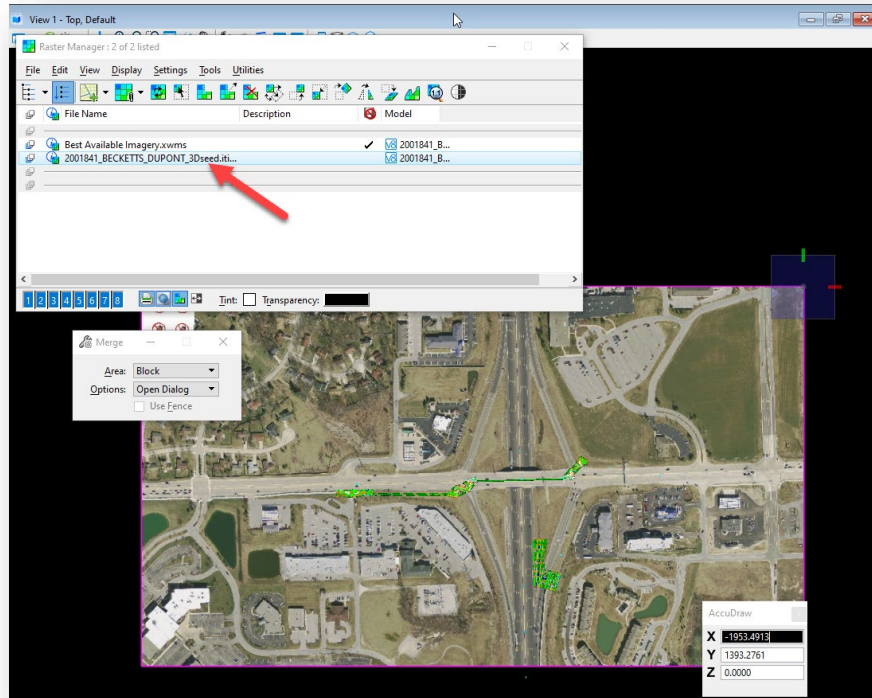 View 1 - Top, Default
Raster Manager : 2 of 2 listed
File Edit View Display Settings Tools Utilities
File Name Description Model
Best Available Imagery.xwms 2001841_B...
2001841_BECKETTS_DUPONT_3Dseed.iti... 2001841_B...
1 2 3 4 5 6 7 8 Tint: Transparency:
Merge
Area: Block
Options: Open Dialog
Use Fence
AccuDraw
X -1953.4913
Y 1393.2761
Z 0.0000